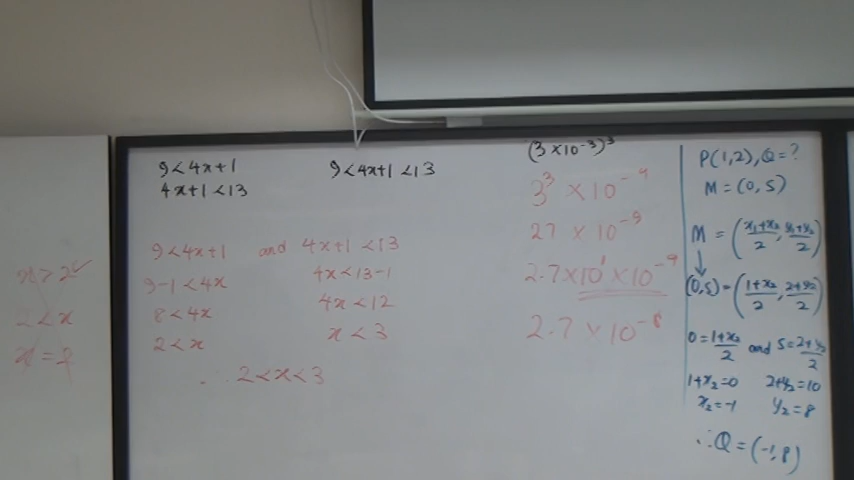 x > 2 ✓
2 < x
9 < 4x+1
4x+1 < 13
9 < 4x+1 < 13
9 < 4x+1 and 4x+1 < 13
9-1 < 4x 4x < 13-1
8 < 4x 4x < 12
2 < x x < 3
∴ 2 < x < 3
(3 × 10⁻³)³
3³ × 10⁻⁹
27 × 10⁻⁹
2.7 × 10¹ × 10⁻⁹
2.7 × 10⁻⁸
P(1,2), Q = ?
M = (0,5)
M = (x₁+x₂/2, y₁+y₂/2)
↓
(0,5) = (1+x₂/2, 2+y₂/2)
0 = 1+x₂/2 and 5 = 2+y₂/2
1+x₂=0 2+y₂=10
x₂=-1 y₂=8
∴ Q = (-1,8)